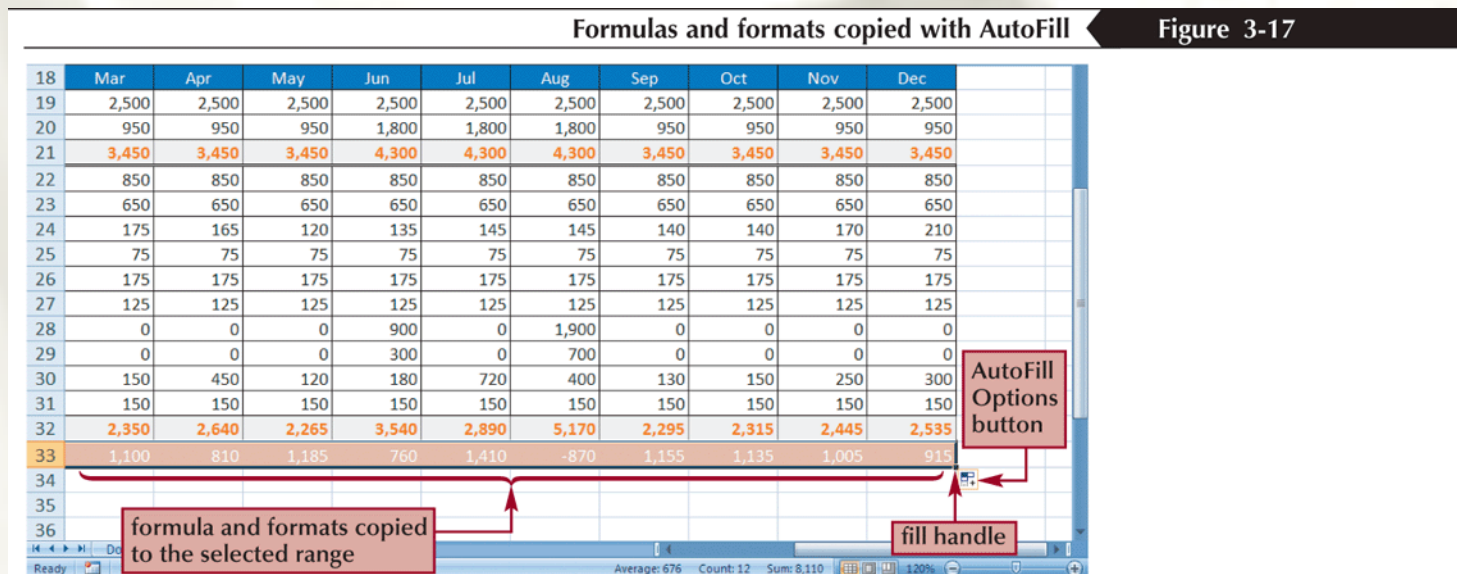 Formulas and formats copied with AutoFill Figure 3-17
18 Mar Apr May Jun Jul Aug Sep Oct Nov Dec
19 2,500 2,500 2,500 2,500 2,500 2,500 2,500 2,500 2,500 2,500
20 950 950 950 1,800 1,800 1,800 950 950 950 950
21 3,450 3,450 3,450 4,300 4,300 4,300 3,450 3,450 3,450 3,450
22 850 850 850 850 850 850 850 850 850 850
23 650 650 650 650 650 650 650 650 650 650
24 175 165 120 135 145 145 140 140 170 210
25 75 75 75 75 75 75 75 75 75 75
26 175 175 175 175 175 175 175 175 175 175
27 125 125 125 125 125 125 125 125 125 125
28 0 0 0 900 0 1,900 0 0 0 0
29 0 0 0 300 0 700 0 0 0 0
30 150 450 120 180 720 400 130 150 250 300
31 150 150 150 150 150 150 150 150 150 150
32 2,350 2,640 2,265 3,540 2,890 5,170 2,295 2,315 2,445 2,535
33 1,100 810 1,185 760 1,410 -870 1,155 1,135 1,005 915
34
35
36
AutoFill
Options
button
formula and formats copied
to the selected range
fill handle
Do
Ready Average: 676 Count: 12 Sum: 8,110 120%